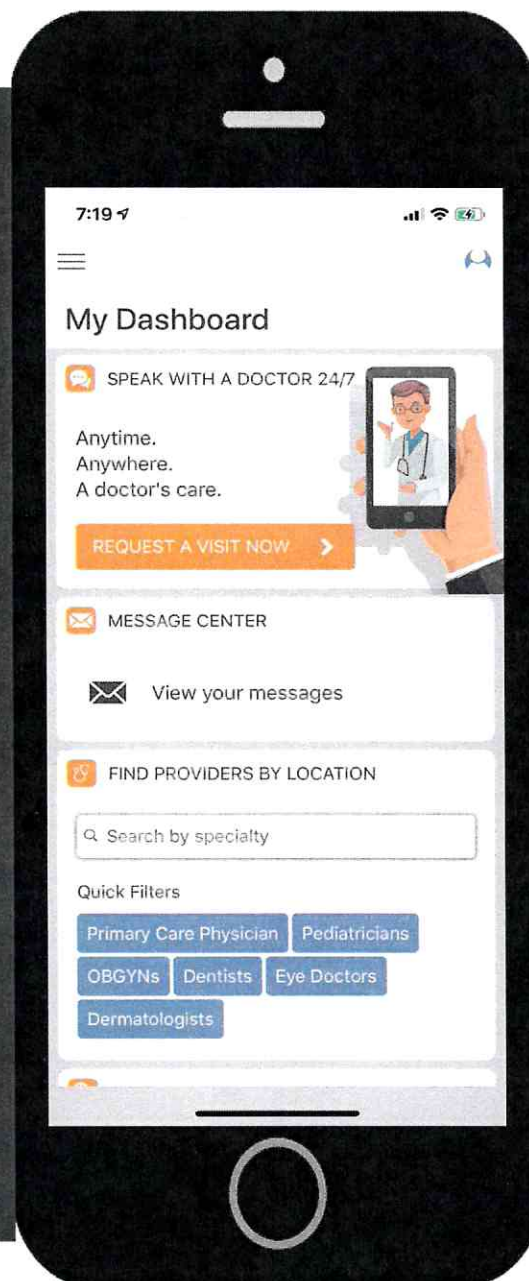 7:19
My Dashboard
SPEAK WITH A DOCTOR 24/7
Anytime.
Anywhere.
A doctor's care.
REQUEST A VISIT NOW
MESSAGE CENTER
View your messages
FIND PROVIDERS BY LOCATION
Search by specialty
Quick Filters
Primary Care Physician Pediatricians
OBGYNs Dentists Eye Doctors
Dermatologists